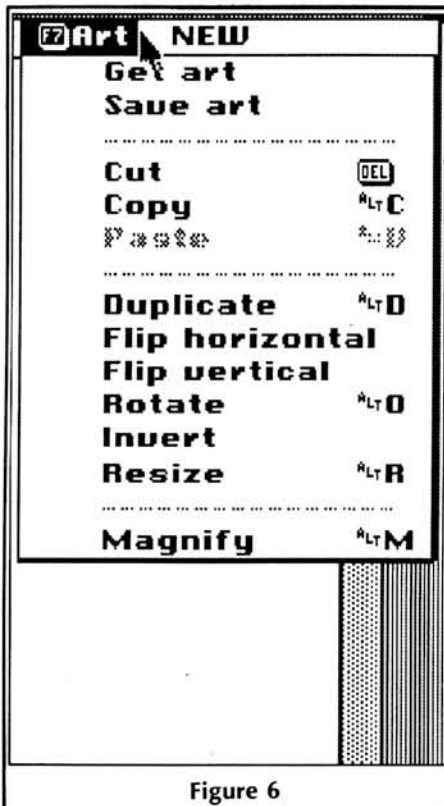 F7 Art NEW
Get art
Save art
Cut DEL
Copy ALT C
Paste ALT
Duplicate ALT D
Flip horizontal
Flip vertical
Rotate ALT O
Invert
Resize ALT R
Magnify ALT M
Figure 6